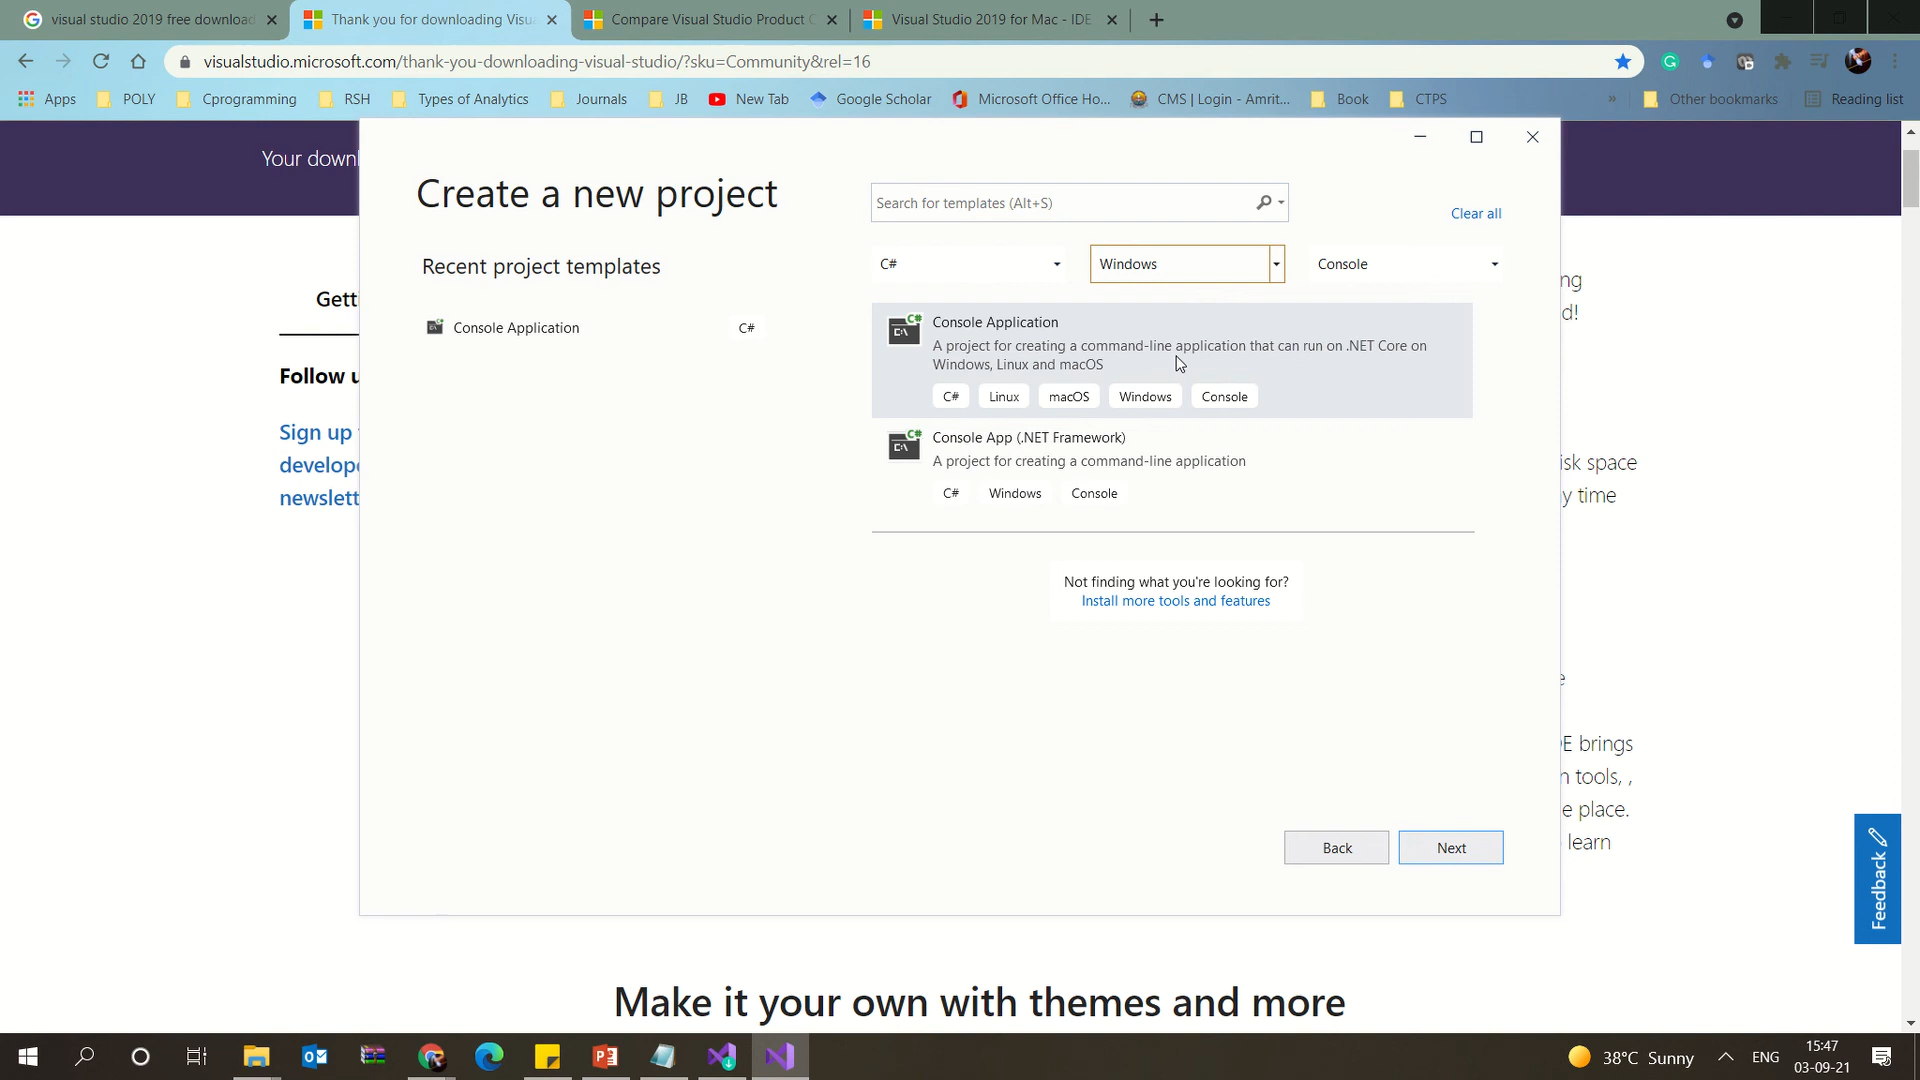 visual studio 2019 free download
Thank you for downloading Visu
Compare Visual Studio Product C
Visual Studio 2019 for Mac - IDE
visualstudio.microsoft.com/thank-you-downloading-visual-studio/?sku=Community&rel=16
Apps
POLY
Cprogramming
RSH
Types of Analytics
Journals
JB
New Tab
Google Scholar
Microsoft Office Ho...
CMS | Login - Amrit...
Book
CTPS
»
Other bookmarks
Reading list
Your downl
Create a new project
Search for templates (Alt+S)
Clear all
C#
Windows
Console
Recent project templates
Console Application
C#
Console Application
A project for creating a command-line application that can run on .NET Core on
Windows, Linux and macOS
C# Linux macOS Windows Console
Console App (.NET Framework)
A project for creating a command-line application
C# Windows Console
Not finding what you're looking for?
Install more tools and features
Back
Next
Gett
Follow u
Sign up
develope
newslett
ng
d!
isk space
y time
e
E brings
n tools, ,
e place.
learn
Feedback
Make it your own with themes and more
38°C Sunny
ENG
15:47
03-09-21